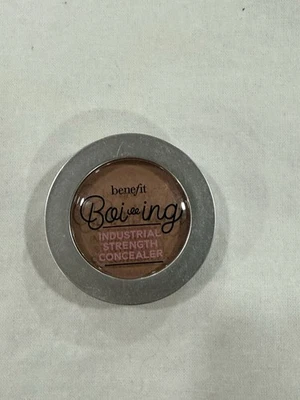 benefit
Boi-ing
INDUSTRIAL
STRENGTH
CONCEALER